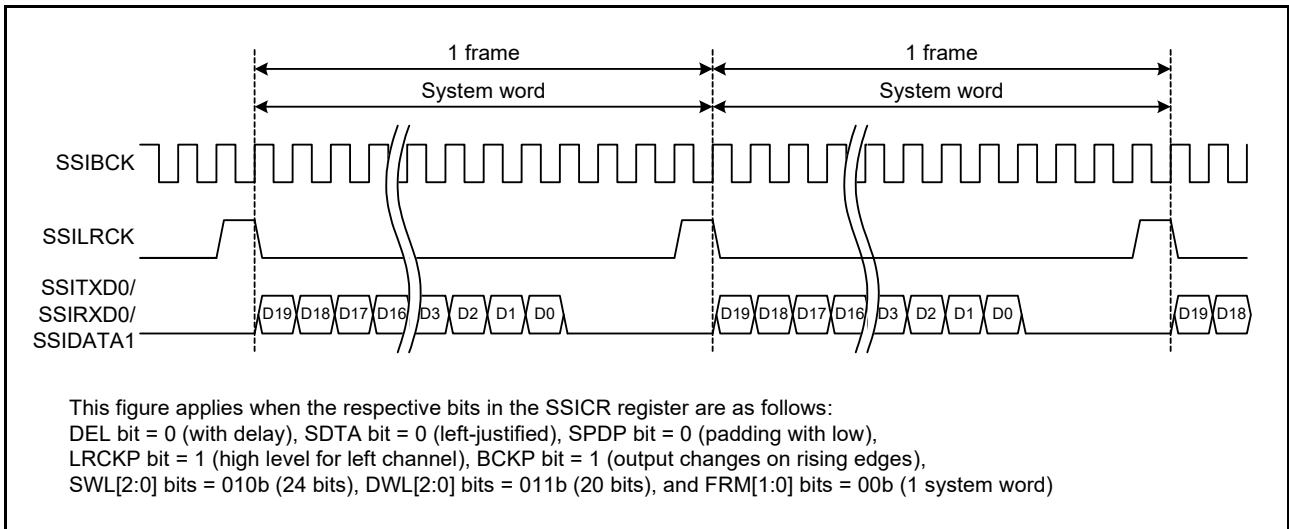 1 frame 1 frame
System word System word
SSIBCK
SSILRCK
SSITXD0/
SSIRXD0/
SSIDATA1
D19 D18 D17 D16 D3 D2 D1 D0 D19 D18 D17 D16 D3 D2 D1 D0 D19 D18
This figure applies when the respective bits in the SSICR register are as follows:
DEL bit = 0 (with delay), SDTA bit = 0 (left-justified), SPDP bit = 0 (padding with low),
LRCKP bit = 1 (high level for left channel), BCKP bit = 1 (output changes on rising edges),
SWL[2:0] bits = 010b (24 bits), DWL[2:0] bits = 011b (20 bits), and FRM[1:0] bits = 00b (1 system word)